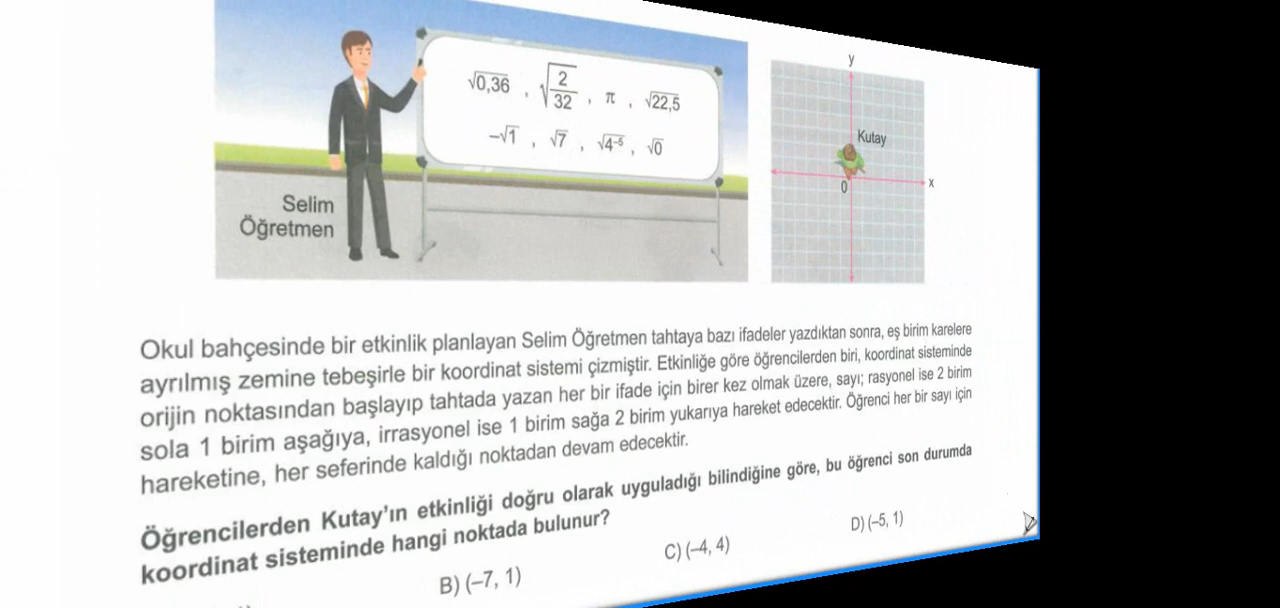 √0,36 , √2/32 , π , √22,5
−√1 , √7 , √4⁻⁵ , √0
Selim
Öğretmen
y
Kutay
0
x
Okul bahçesinde bir etkinlik planlayan Selim Öğretmen tahtaya bazı ifadeler yazdıktan sonra, eş birim karelere
ayrılmış zemine tebeşirle bir koordinat sistemi çizmiştir. Etkinliğe göre öğrencilerden biri, koordinat sisteminde
orijin noktasından başlayıp tahtada yazan her bir ifade için birer kez olmak üzere, sayı; rasyonel ise 2 birim
sola 1 birim aşağıya, irrasyonel ise 1 birim sağa 2 birim yukarıya hareket edecektir. Öğrenci her bir sayı için
hareketine, her seferinde kaldığı noktadan devam edecektir.
Öğrencilerden Kutay'ın etkinliği doğru olarak uyguladığı bilindiğine göre, bu öğrenci son durumda
koordinat sisteminde hangi noktada bulunur?
B) (–7, 1)
C) (–4, 4)
D) (–5, 1)